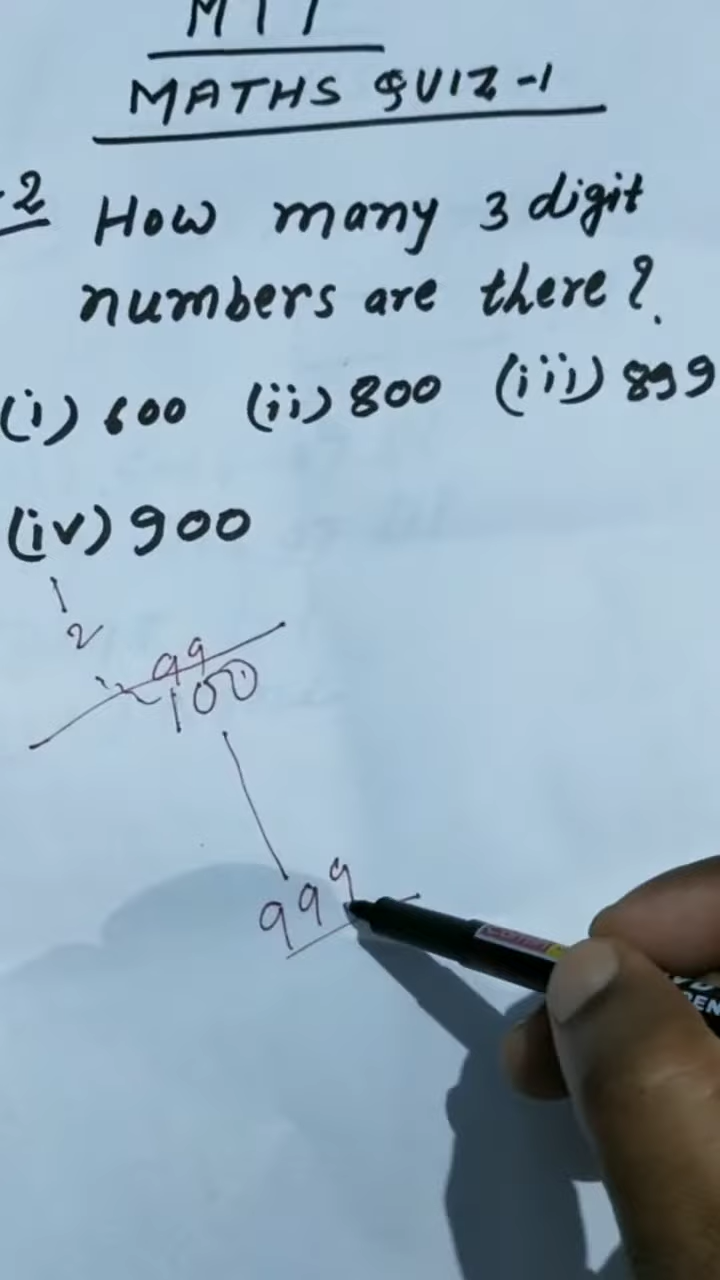 MATHS QUIZ-1
2 How many 3 digit
numbers are there?
(i) 600 (ii) 800 (iii) 899
(iv) 900
1
2
99
100
999